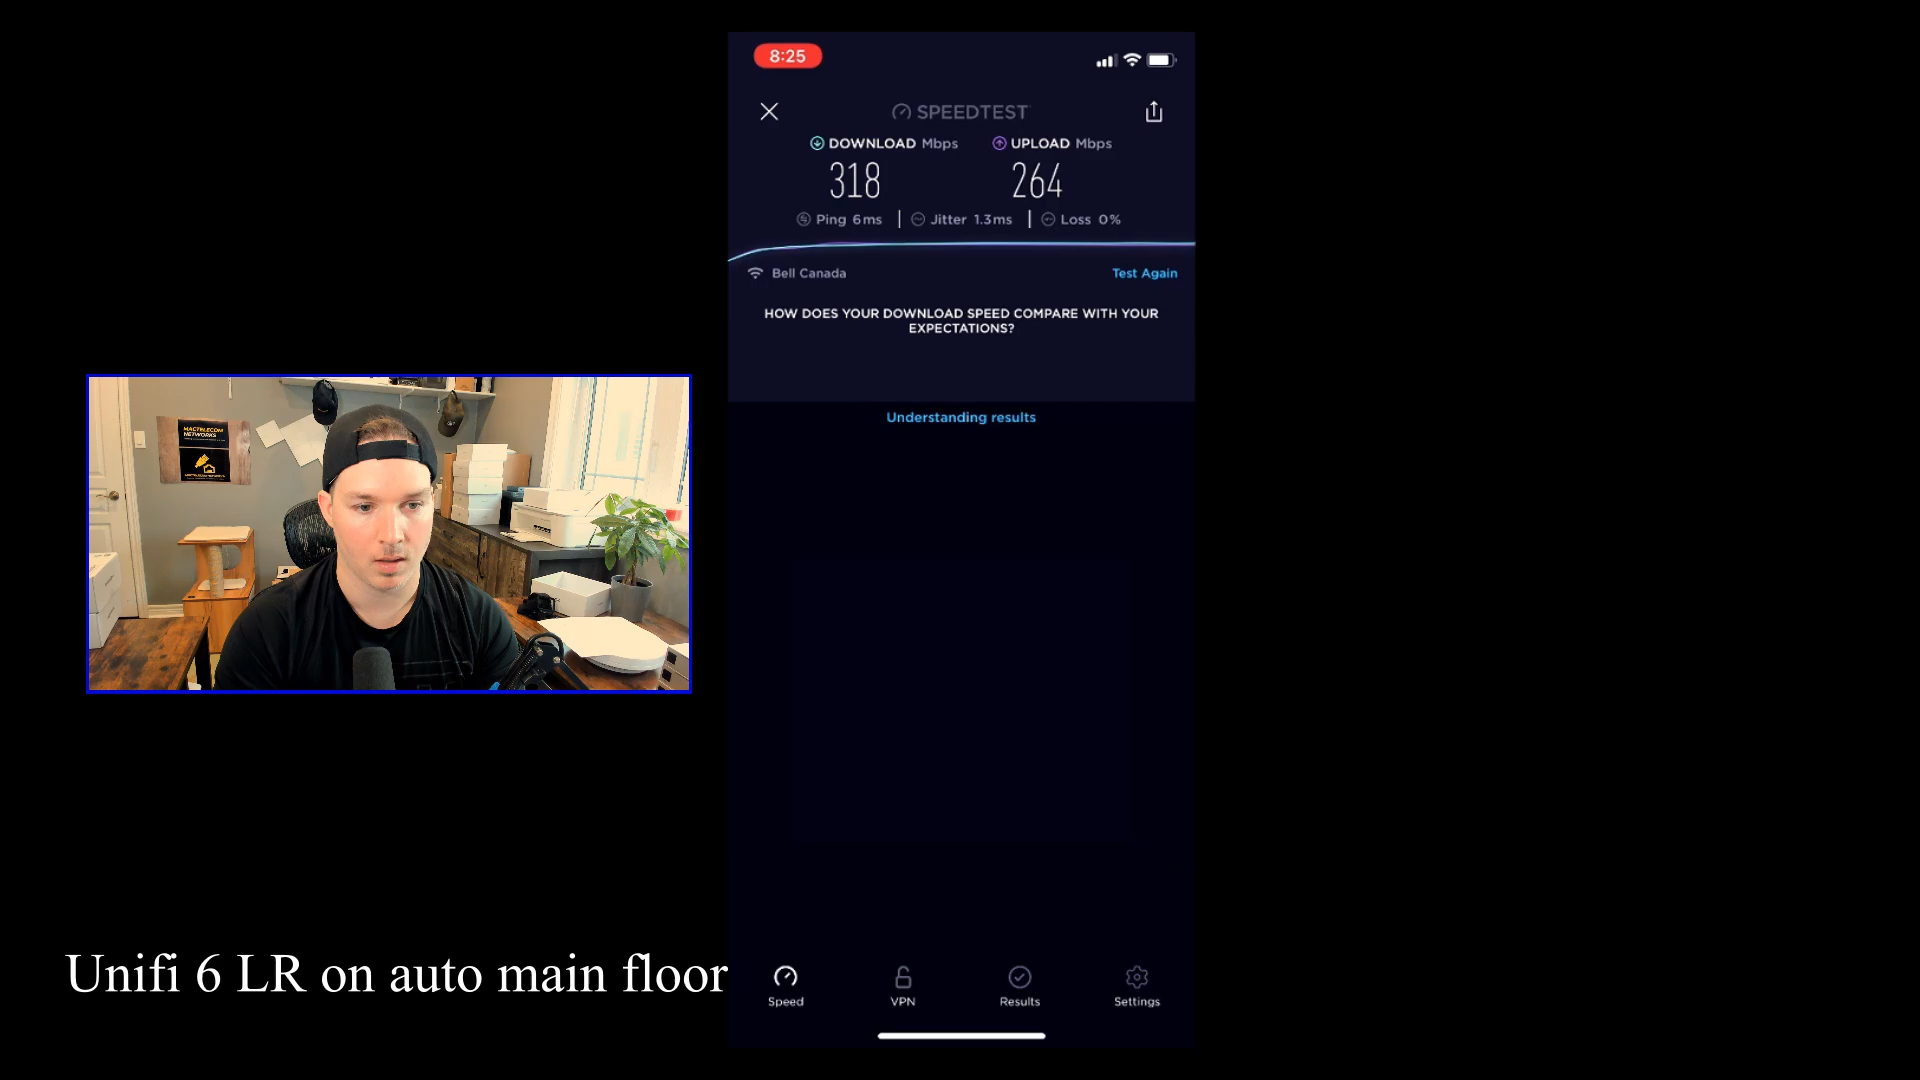 8:25
SPEEDTEST
DOWNLOAD Mbps
UPLOAD Mbps
318
264
Ping 6ms
Jitter 1.3ms
Loss 0%
Bell Canada
Test Again
HOW DOES YOUR DOWNLOAD SPEED COMPARE WITH YOUR
EXPECTATIONS?
Understanding results
MACTELECOM
NETWORKS
Unifi 6 LR on auto main floor
Speed
VPN
Results
Settings